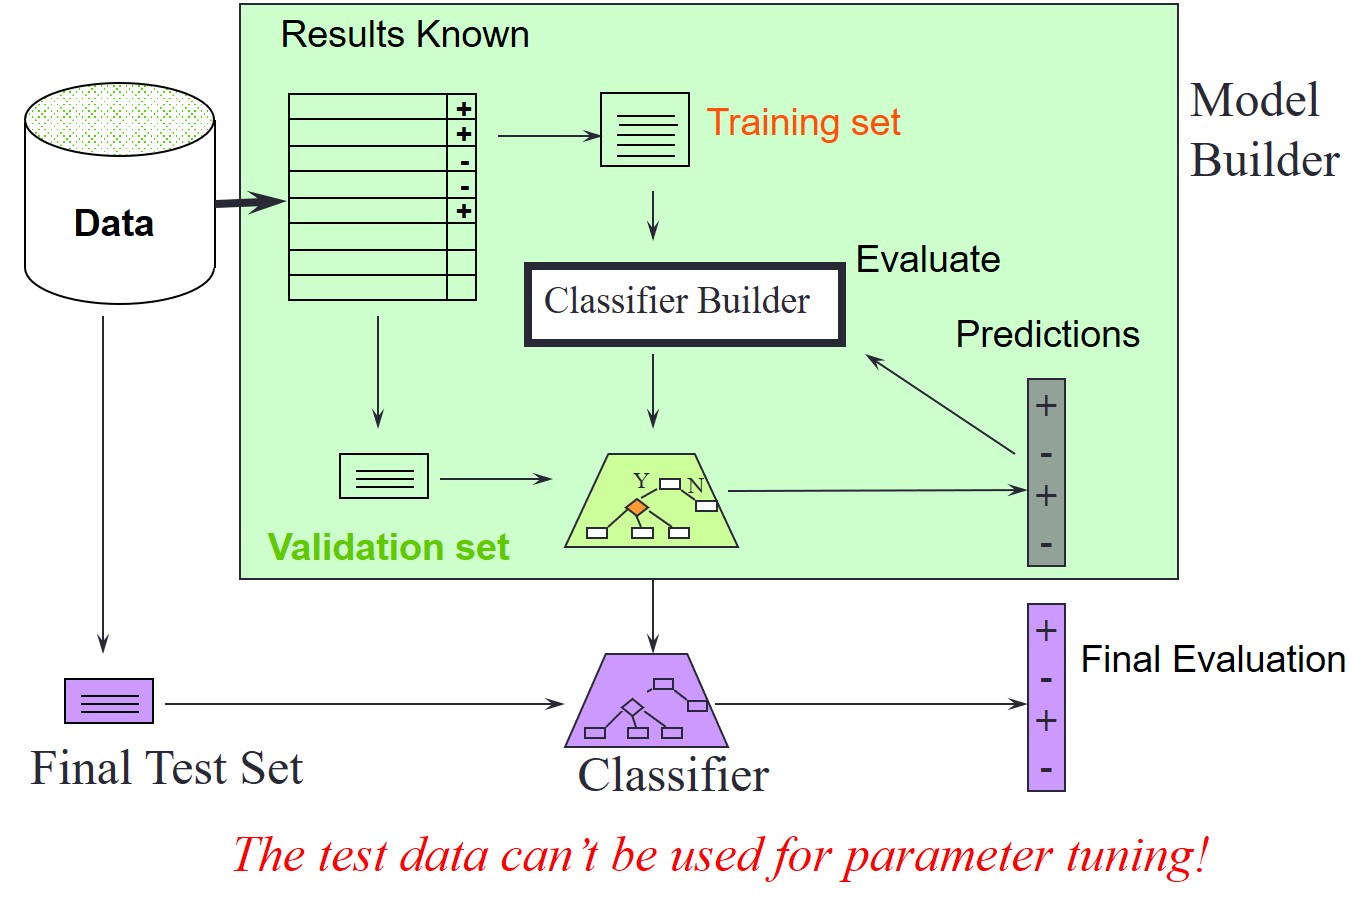 Results Known
Model
Builder
+
+
-
-
+
Training set
Data
Evaluate
Classifier Builder
Predictions
+
-
+
-
Y
N
Validation set
+
-
+
-
Final Evaluation
Final Test Set
Classifier
The test data can’t be used for parameter tuning!